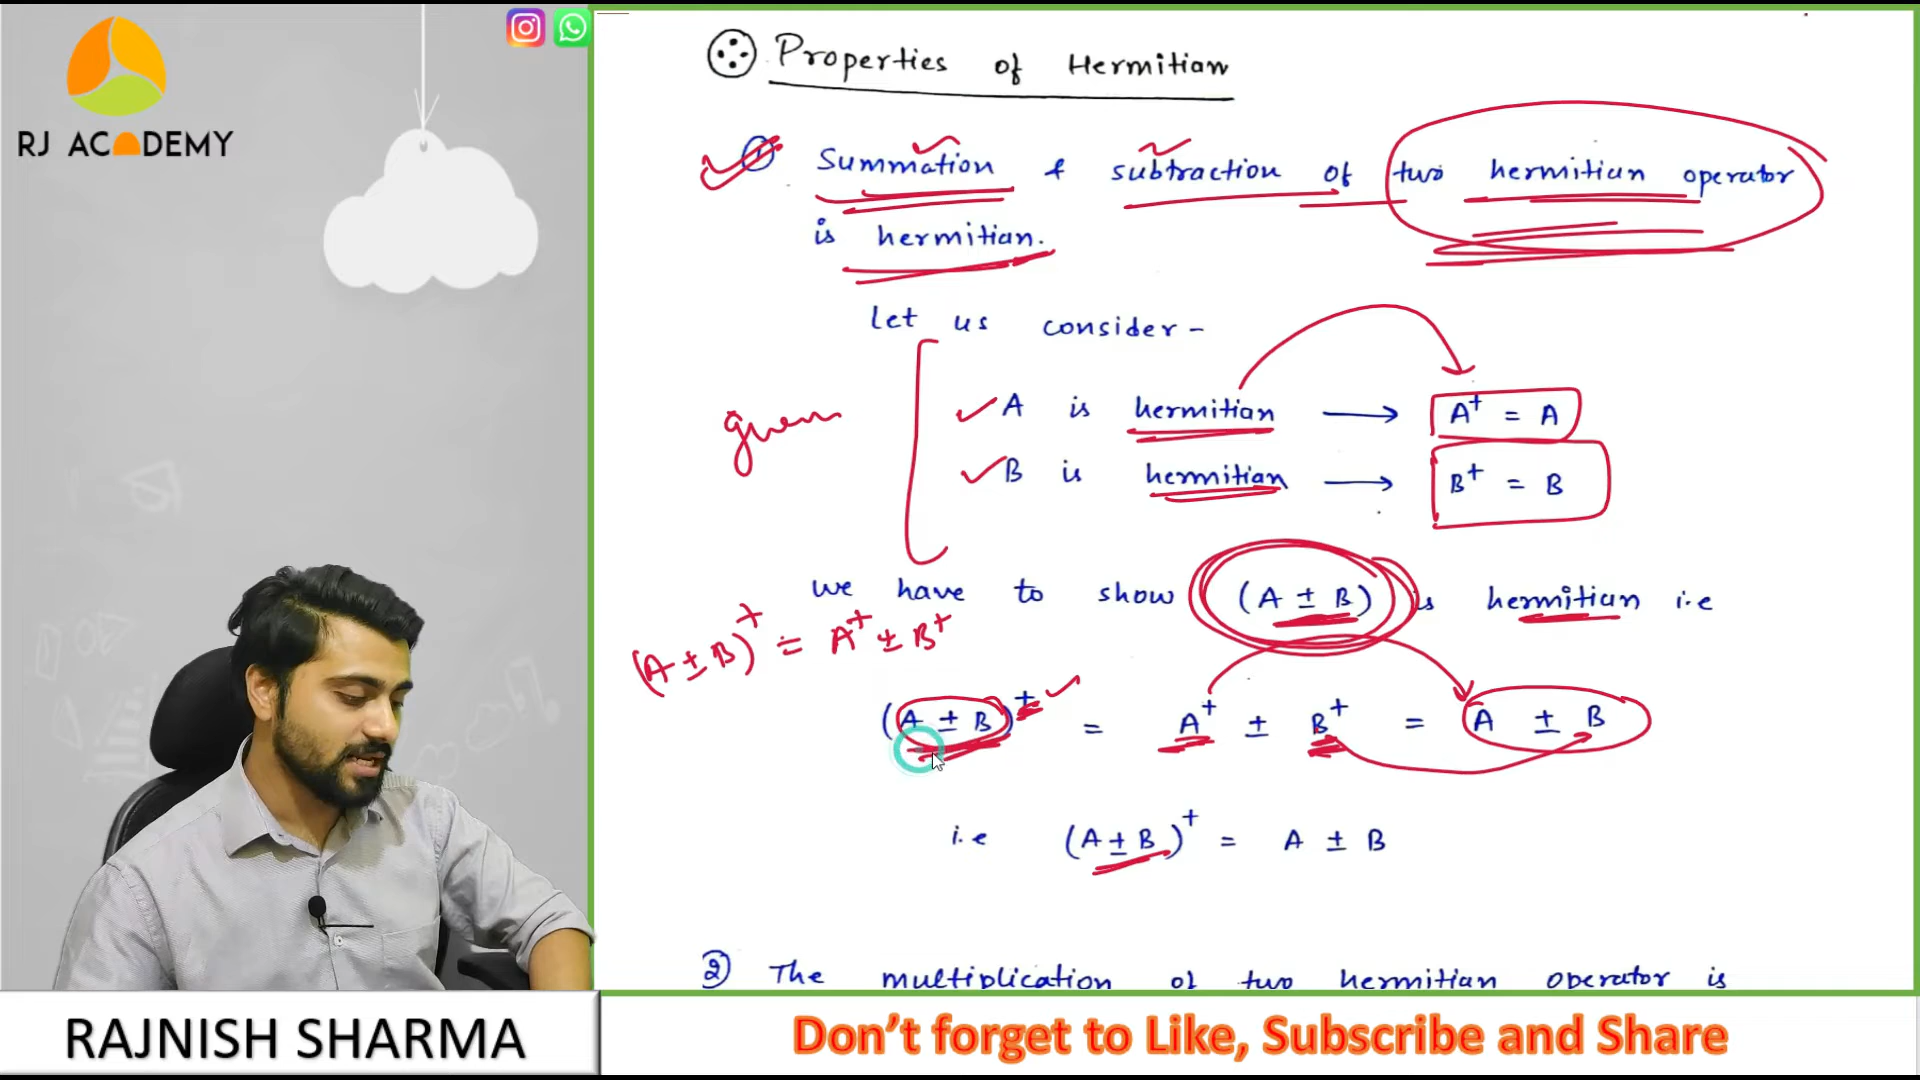 RJ ACADEMY
Properties of Hermitian
① Summation & subtraction of two hermitian operator
is hermitian.
Let us consider -
given
A is hermitian → A⁺ = A
B is hermitian → B⁺ = B
we have to show (A ± B) is hermitian i.e
(A ± B)⁺ = A⁺ ± B⁺
(A ± B)⁺ = A⁺ ± B⁺ = A ± B
i.e (A ± B)⁺ = A ± B
② The multiplication of two hermitian operator is
RAJNISH SHARMA
Don't forget to Like, Subscribe and Share